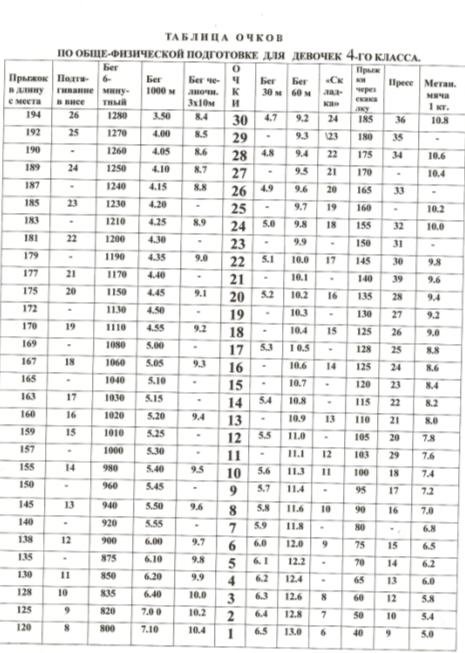 ТАБЛИЦА ОЧКОВ
ПО ОБЩЕ-ФИЗИЧЕСКОЙ ПОДГОТОВКЕ ДЛЯ ДЕВОЧЕК 4-ГО КЛАССА.
Прыжок в длину с места | Подтя-гивание в висе | Бег 6-мину-тный | Бег 1000 м | Бег че-лночн. 3х10м | ОЧКИ | Бег 30 м | Бег 60 м | «Складка» | Прыжки через скакалку | Пресс | Метан. мяча 1 кг.
194 26 1280 3.50 8.4 30 4.7 9.2 24 185 36 10.8
192 25 1270 4.00 8.5 29 - 9.3 \23 180 35 -
190 - 1260 4.05 8.6 28 4.8 9.4 22 175 34 10.6
189 24 1250 4.10 8.7 27 - 9.5 21 170 - 10.4
187 - 1240 4.15 8.8 26 4.9 9.6 20 165 33 -
185 23 1230 4.20 - 25 - 9.7 19 160 - 10.2
183 - 1210 4.25 8.9 24 5.0 9.8 18 155 32 10.0
181 22 1200 4.30 - 23 - 9.9 - 150 31 -
179 - 1190 4.35 9.0 22 5.1 10.0 17 145 30 9.8
177 21 1170 4.40 - 21 - 10.1 - 140 39 9.6
175 20 1150 4.45 9.1 20 5.2 10.2 16 135 28 9.4
172 - 1130 4.50 - 19 - 10.3 - 130 27 9.2
170 19 1110 4.55 9.2 18 - 10.4 15 125 26 9.0
169 - 1080 5.00 - 17 5.3 1 0.5 - 128 25 8.8
167 18 1060 5.05 9.3 16 - 10.6 14 125 24 8.6
165 - 1040 5.10 - 15 - 10.7 - 120 23 8.4
163 17 1030 5.15 - 14 5.4 10.8 - 115 22 8.2
160 16 1020 5.20 9.4 13 - 10.9 13 110 21 8.0
159 15 1010 5.25 - 12 5.5 11.0 - 105 20 7.8
157 - 1000 5.30 - 11 - 11.1 12 103 29 7.6
155 14 980 5.40 9.5 10 5.6 11.3 11 100 18 7.4
150 - 960 5.45 - 9 5.7 11.4 - 95 17 7.2
145 13 940 5.50 9.6 8 5.8 11.6 10 90 16 7.0
140 - 920 5.55 - 7 5.9 11.8 - 80 - 6.8
138 12 900 6.00 9.7 6 6.0 12.0 9 75 15 6.5
135 - 875 6.10 9.8 5 6. 1 12.2 - 70 14 6.2
130 11 850 6.20 9.9 4 6.2 12.4 - 65 13 6.0
128 10 835 6.40 10.0 3 6.3 12.6 8 60 12 5.8
125 9 820 7.0 0 10.2 2 6.4 12.8 7 50 10 5.4
120 8 800 7.10 10.4 1 6.5 13.0 6 40 9 5.0